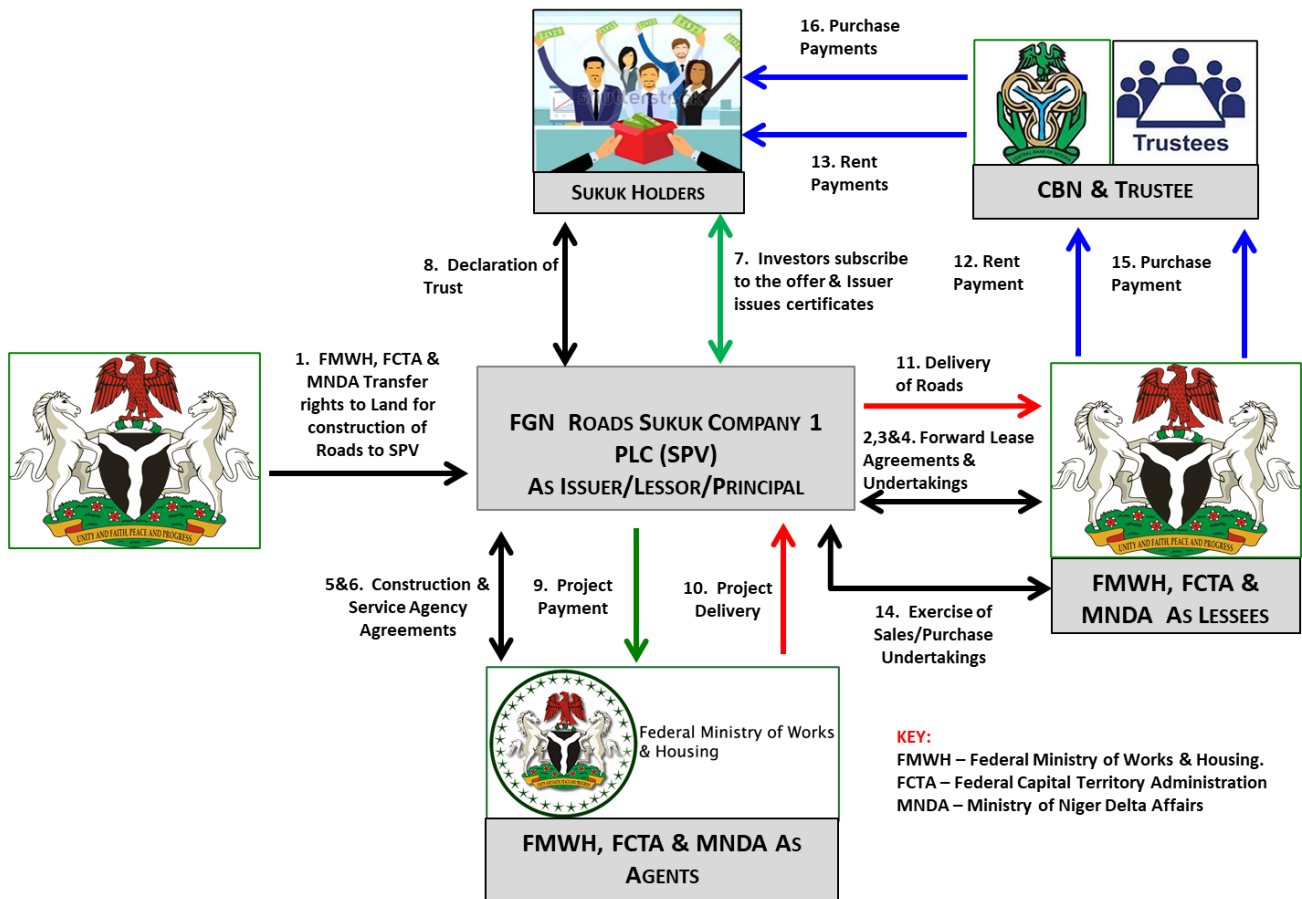 16. Purchase
Payments
shutterstock
13. Rent
Payments
SUKUK HOLDERS
CENTRAL BANK OF NIGERIA
Trustees
CBN & TRUSTEE
8. Declaration of
Trust
7. Investors subscribe
to the offer & Issuer
issues certificates
12. Rent
Payment
15. Purchase
Payment
1. FMWH, FCTA &
MNDA Transfer
rights to Land for
construction of
Roads to SPV
UNITY AND FAITH, PEACE AND PROGRESS
FGN ROADS SUKUK COMPANY 1
PLC (SPV)
AS ISSUER/LESSOR/PRINCIPAL
11. Delivery
of Roads
2,3&4. Forward Lease
Agreements &
Undertakings
UNITY AND FAITH, PEACE AND PROGRESS
FMWH, FCTA &
MNDA AS LESSEES
5&6. Construction &
Service Agency
Agreements
9. Project
Payment
10. Project
Delivery
14. Exercise of
Sales/Purchase
Undertakings
Federal Ministry of Works
& Housing
FMWH, FCTA & MNDA AS
AGENTS
KEY:
FMWH – Federal Ministry of Works & Housing.
FCTA – Federal Capital Territory Administration
MNDA – Ministry of Niger Delta Affairs